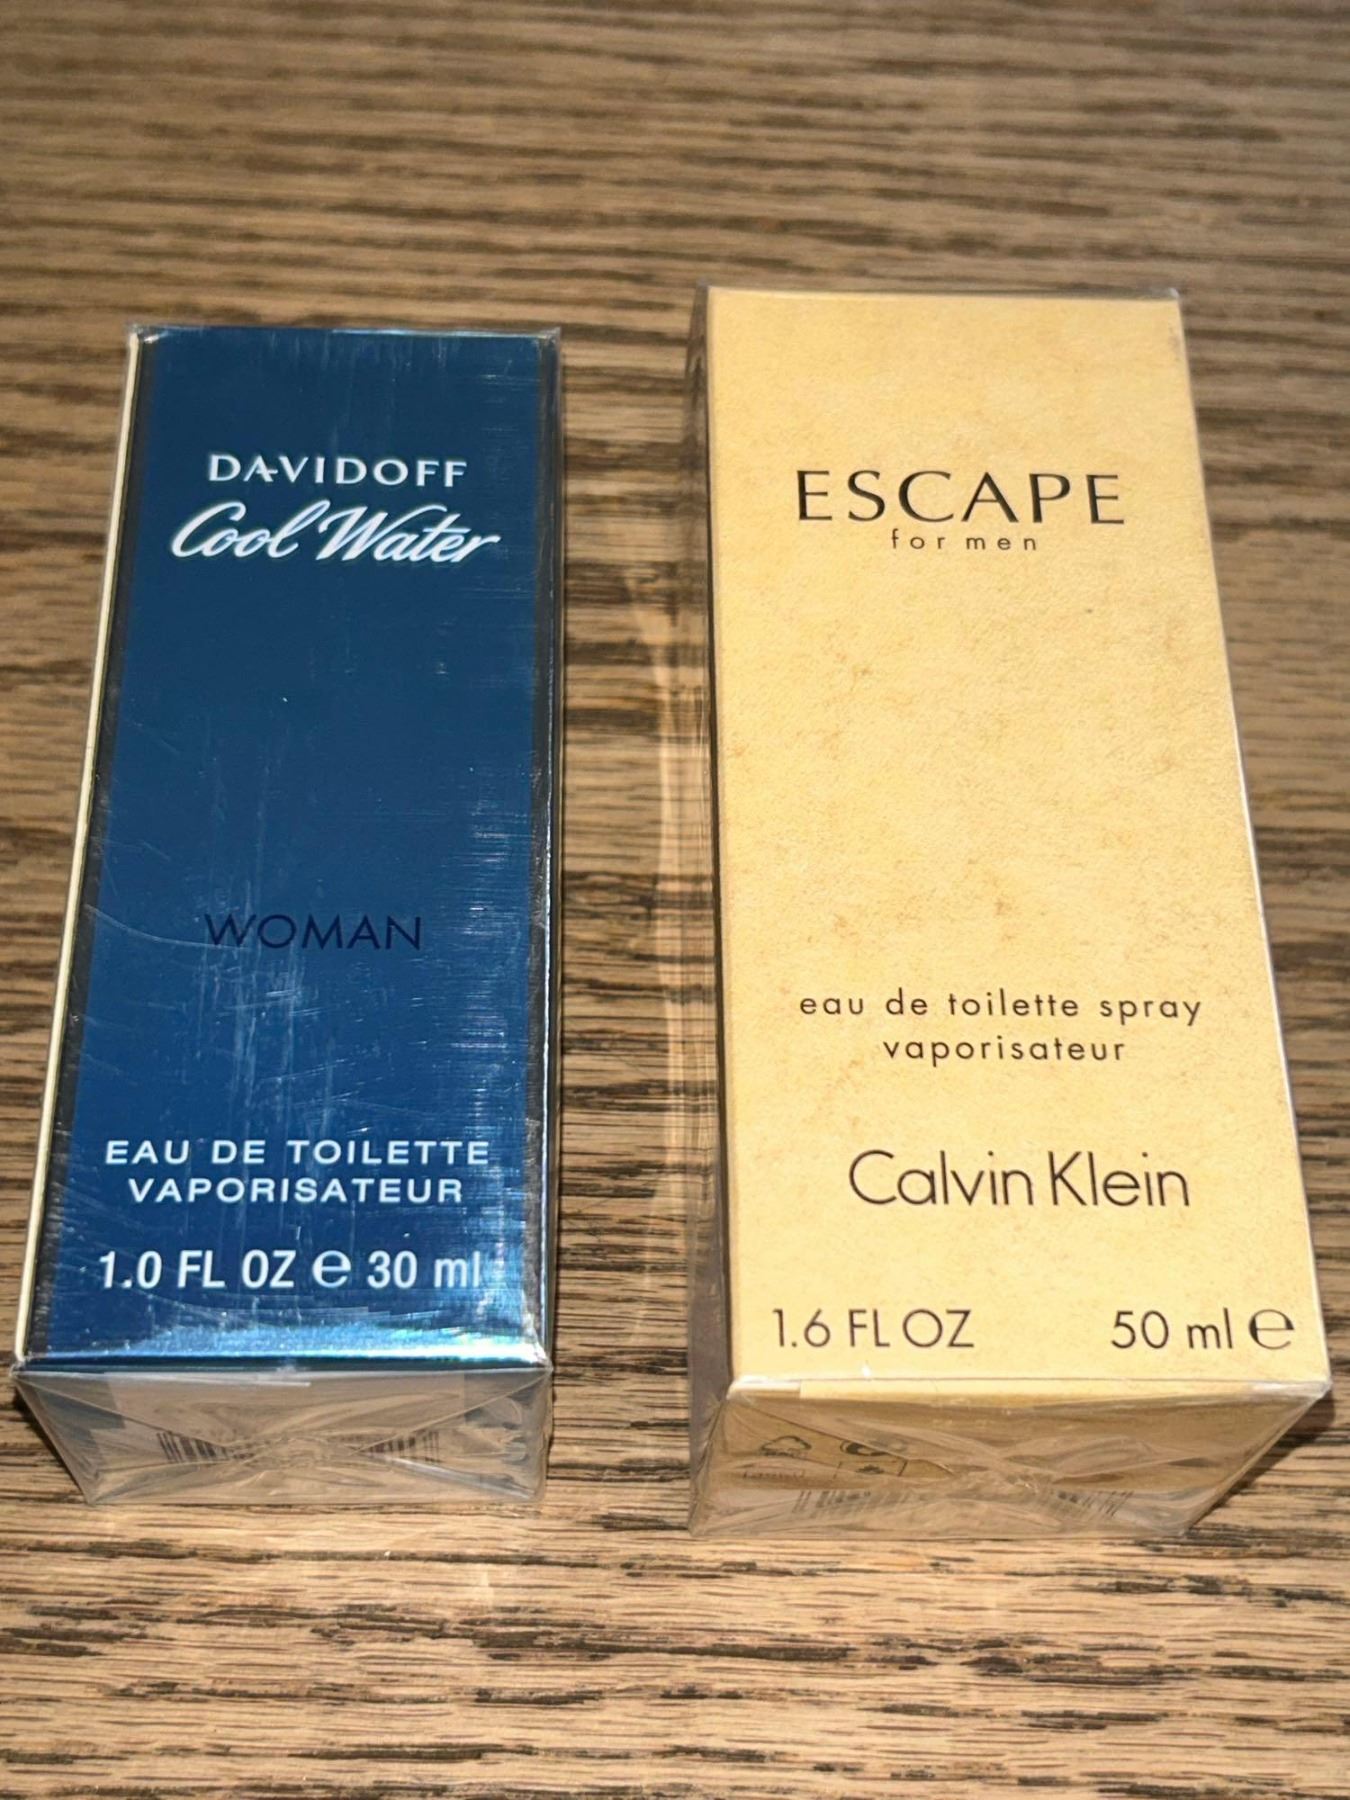 DAVIDOFF
Cool Water
WOMAN
EAU DE TOILETTE
VAPORISATEUR
1.0 FL OZ e 30 ml
ESCAPE
for men
eau de toilette spray
vaporisateur
Calvin Klein
1.6 FL OZ 50 ml e